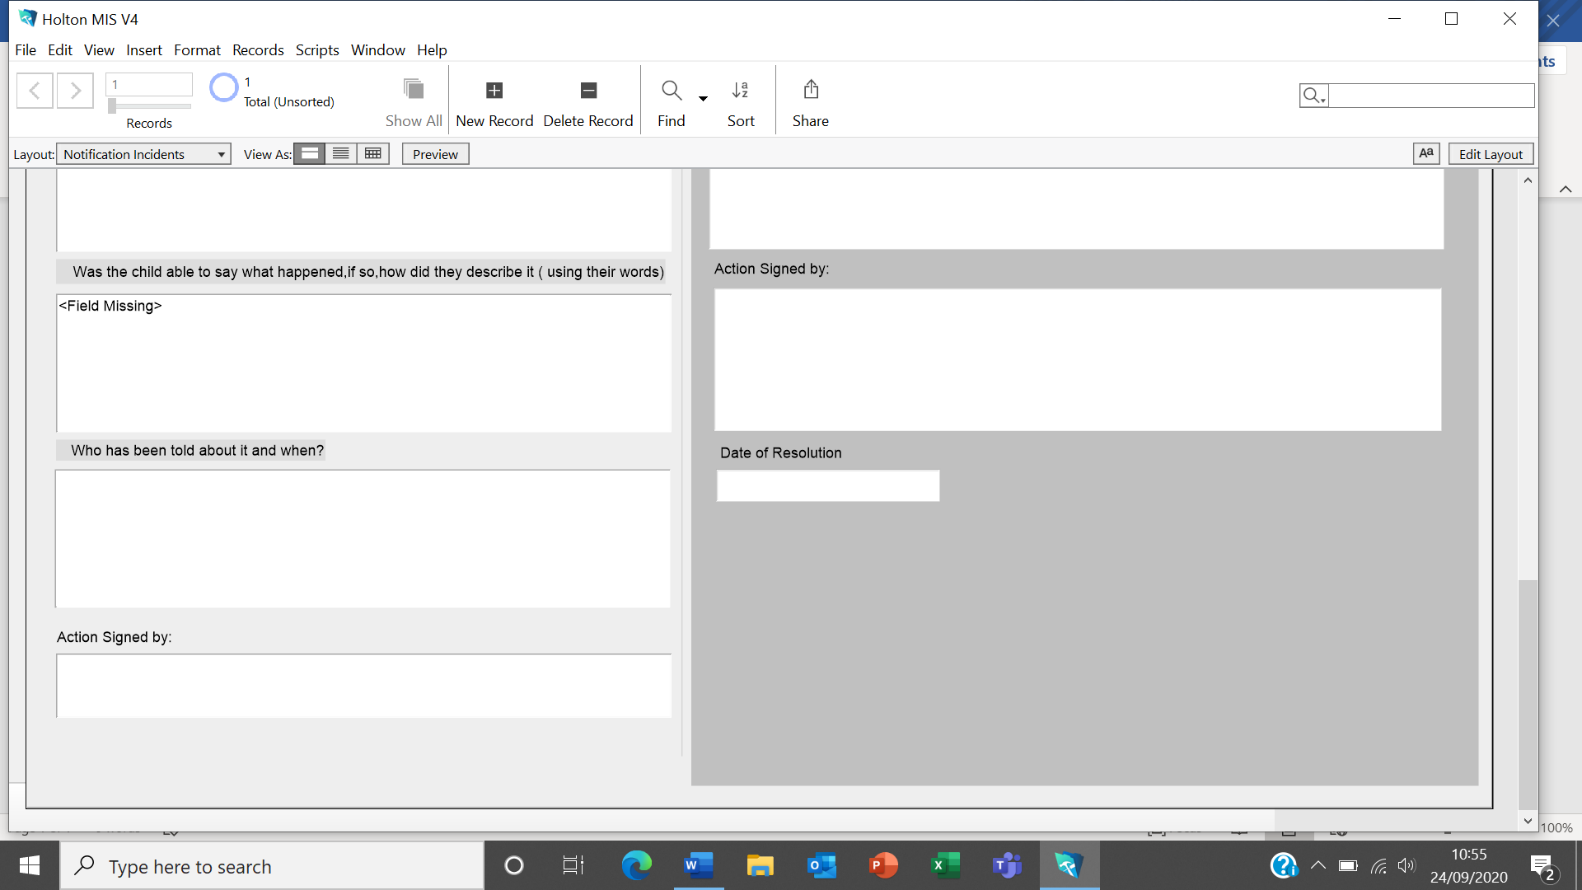 Holton MIS V4
File Edit View Insert Format Records Scripts Window Help
1
1
Total (Unsorted)
Records
Show All
New Record
Delete Record
Find
Sort
Share
Layout: Notification Incidents
View As:
Preview
Aa
Edit Layout
Was the child able to say what happened,if so,how did they describe it ( using their words)
<Field Missing>
Who has been told about it and when?
Action Signed by:
Action Signed by:
Date of Resolution
100%
Type here to search
10:55
24/09/2020
2